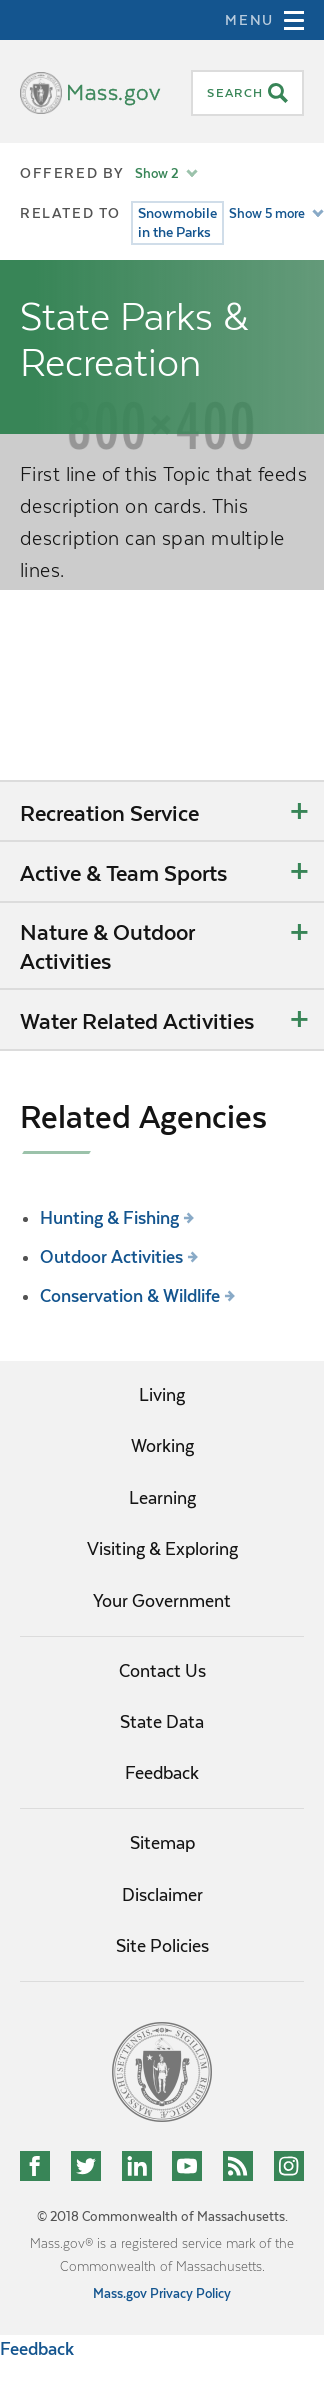 MENU
Mass.gov
SEARCH
OFFERED BY Show 2
RELATED TO Snowmobile Show 5 more
in the Parks
State Parks &
Recreation
800×400
First line of this Topic that feeds
description on cards. This
description can span multiple
lines.
Recreation Service
Active & Team Sports
Nature & Outdoor
Activities
Water Related Activities
Related Agencies
Hunting & Fishing
Outdoor Activities
Conservation & Wildlife
Living
Working
Learning
Visiting & Exploring
Your Government
Contact Us
State Data
Feedback
Sitemap
Disclaimer
Site Policies
© 2018 Commonwealth of Massachusetts.
Mass.gov® is a registered service mark of the
Commonwealth of Massachusetts.
Mass.gov Privacy Policy
Feedback